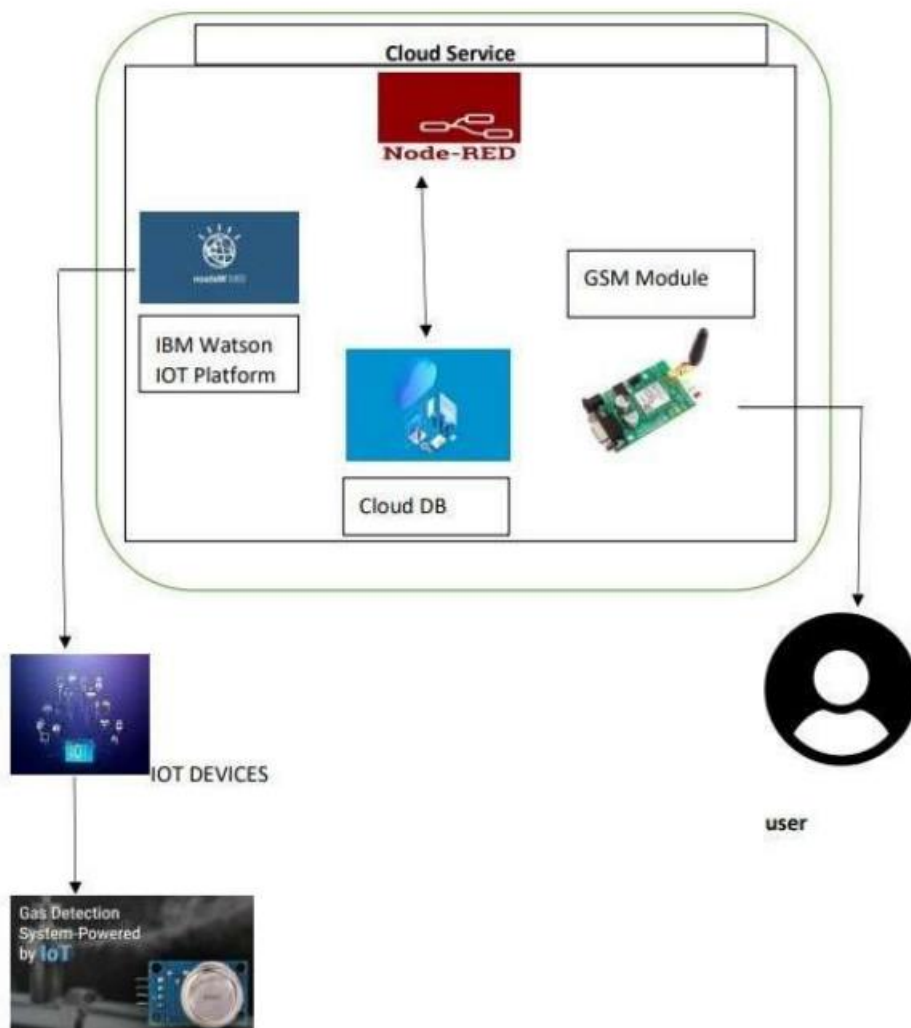 Cloud Service
Node-RED
IBM Watson
IOT Platform
GSM Module
Cloud DB
IOT DEVICES
user
Gas Detection
System-Powered
by IoT